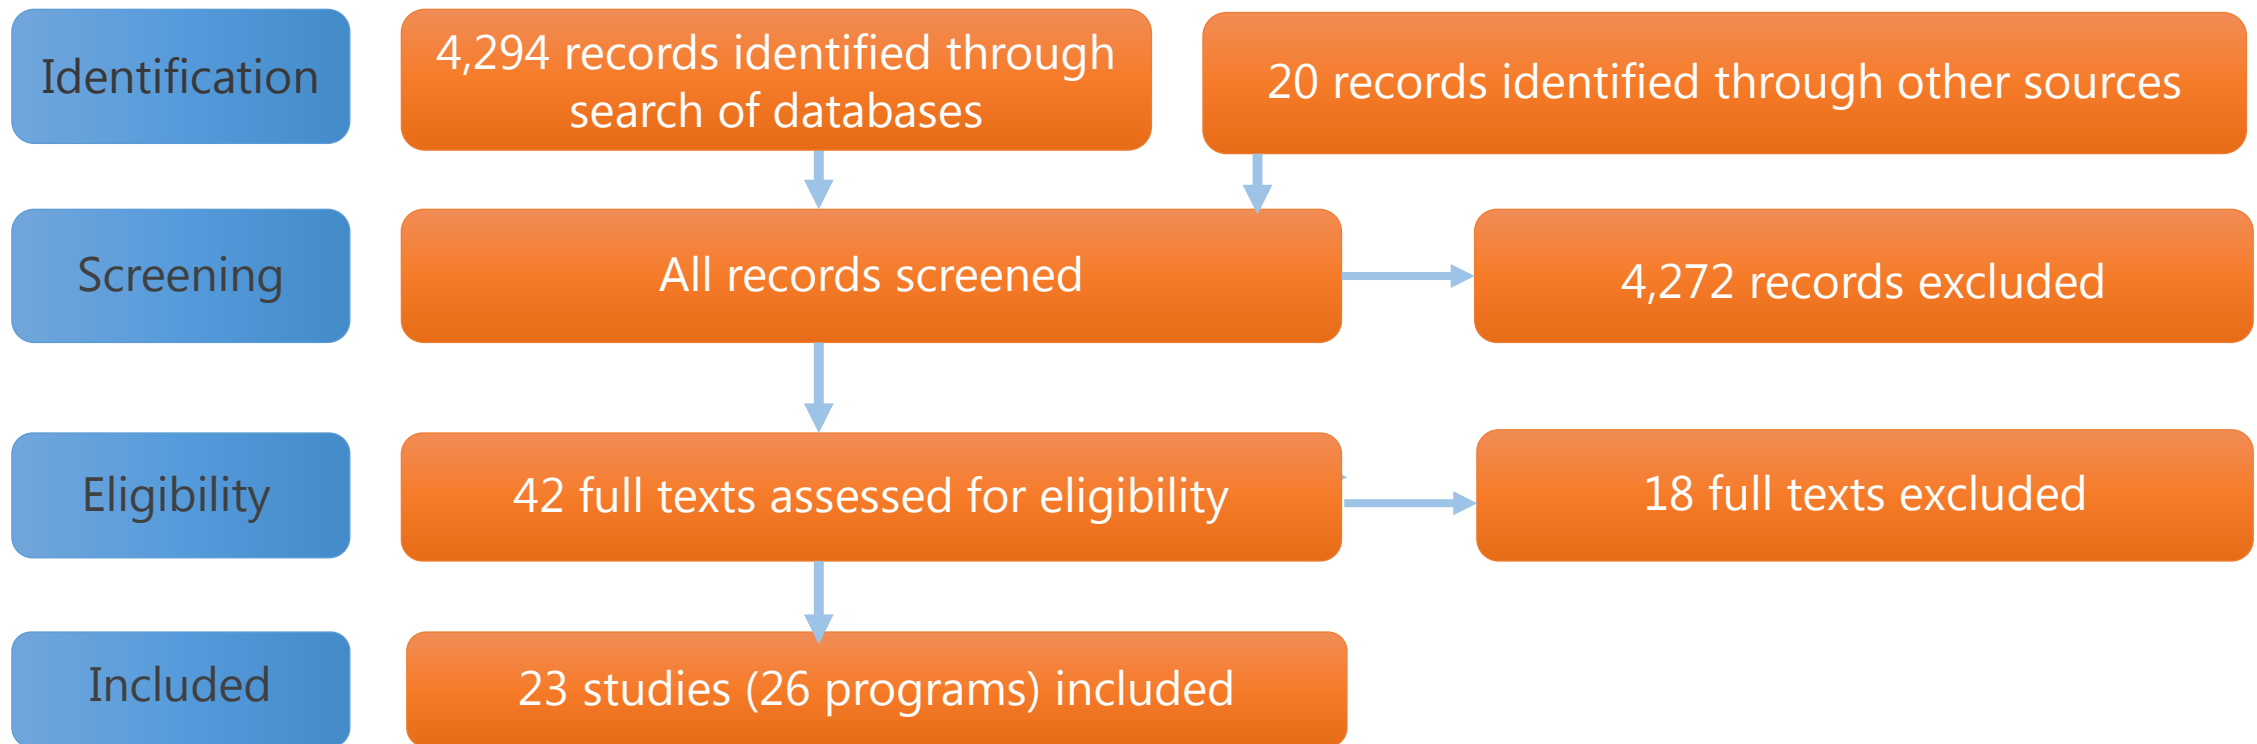 Identification
4,294 records identified through
search of databases
20 records identified through other sources
Screening
All records screened
4,272 records excluded
Eligibility
42 full texts assessed for eligibility
18 full texts excluded
Included
23 studies (26 programs) included